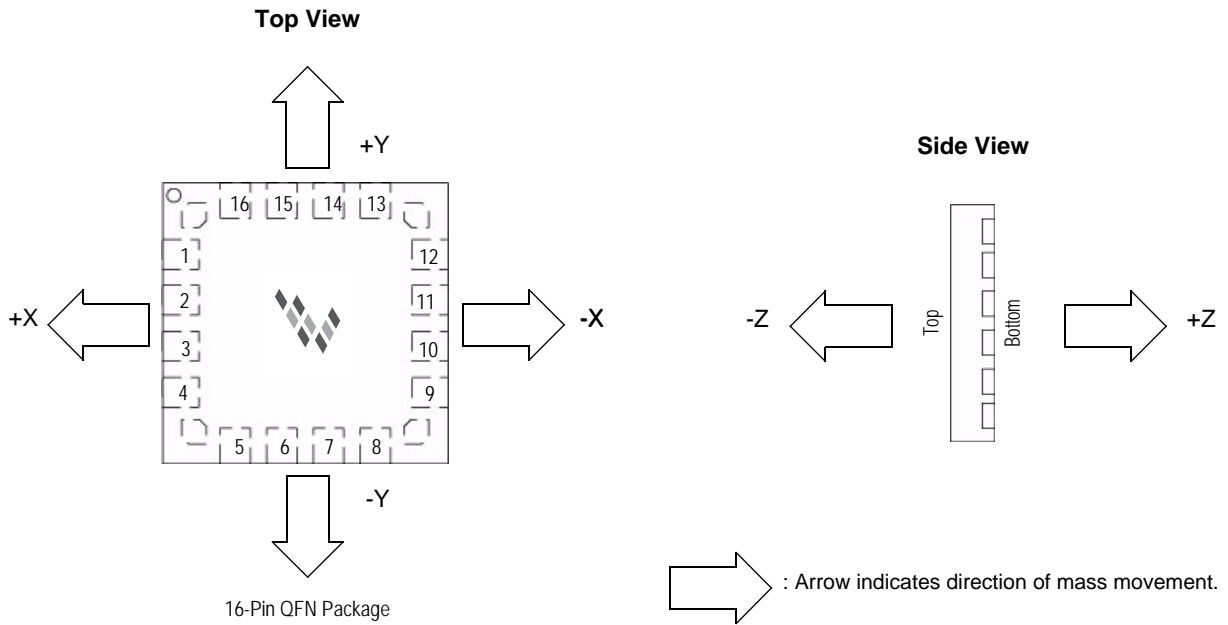 Top View
+Y
16 15 14 13
1
2
3
4
12
11
10
9
5 6 7 8
+X
-X
-Y
16-Pin QFN Package
Side View
-Z
Top
Bottom
+Z
: Arrow indicates direction of mass movement.